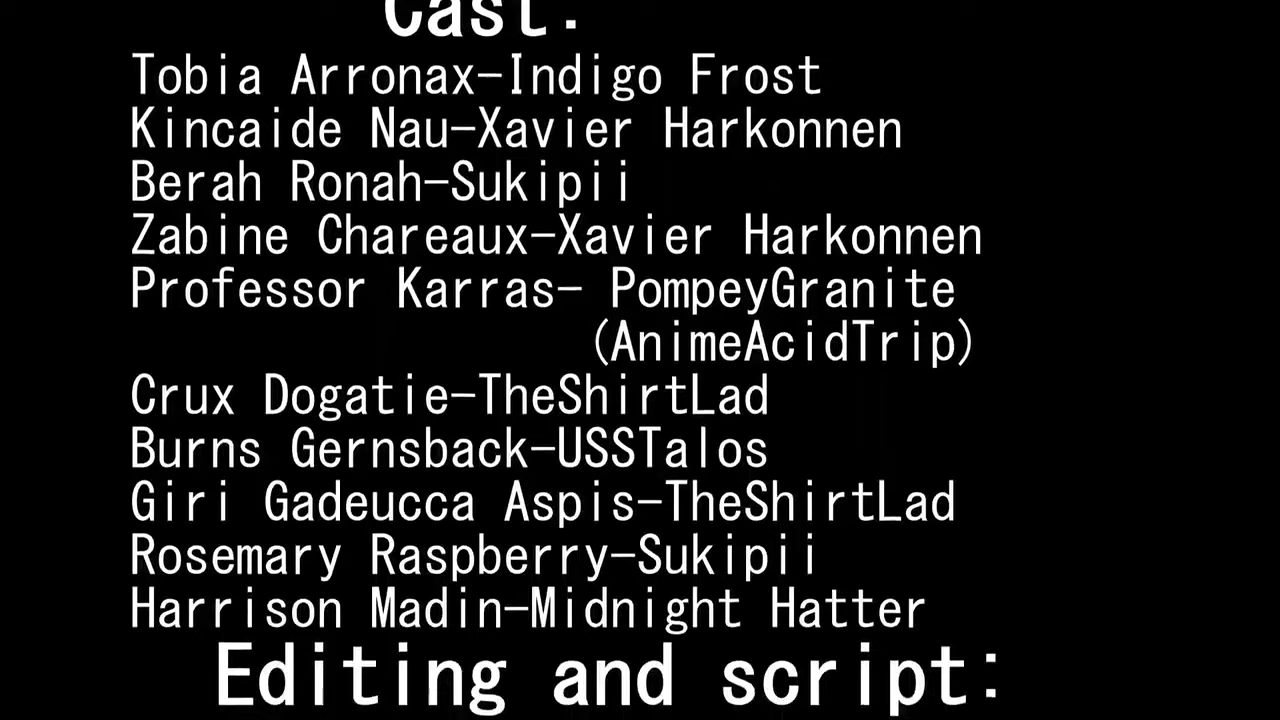 Cast:
Tobia Arronax-Indigo Frost
Kincaide Nau-Xavier Harkonnen
Berah Ronah-Sukipii
Zabine Chareaux-Xavier Harkonnen
Professor Karras- PompeyGranite
(AnimeAcidTrip)
Crux Dogatie-TheShirtLad
Burns Gernsback-USSTalos
Giri Gadeucca Aspis-TheShirtLad
Rosemary Raspberry-Sukipii
Harrison Madin-Midnight Hatter
Editing and script: